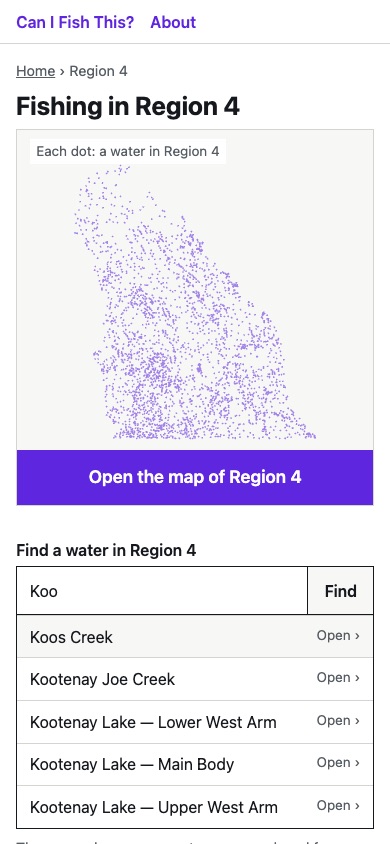 Can I Fish This? About
Home › Region 4
Fishing in Region 4
Each dot: a water in Region 4
Open the map of Region 4
Find a water in Region 4
Koo Find
Koos Creek Open ›
Kootenay Joe Creek Open ›
Kootenay Lake — Lower West Arm Open ›
Kootenay Lake — Main Body Open ›
Kootenay Lake — Upper West Arm Open ›